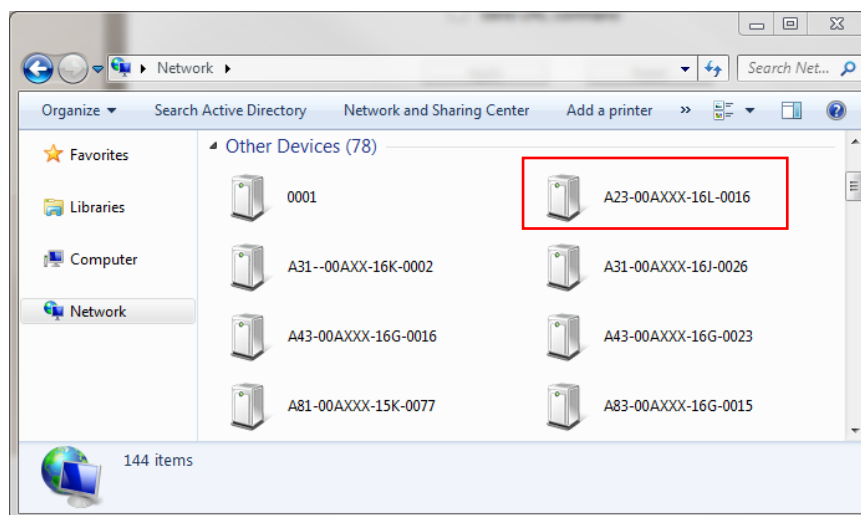 Network
Search Net...
Organize
Search Active Directory
Network and Sharing Center
Add a printer
»
Favorites
Libraries
Computer
Network
Other Devices (78)
0001
A23-00AXXX-16L-0016
A31--00AXX-16K-0002
A31-00AXXX-16J-0026
A43-00AXXX-16G-0016
A43-00AXXX-16G-0023
A81-00AXXX-15K-0077
A83-00AXXX-16G-0015
144 items